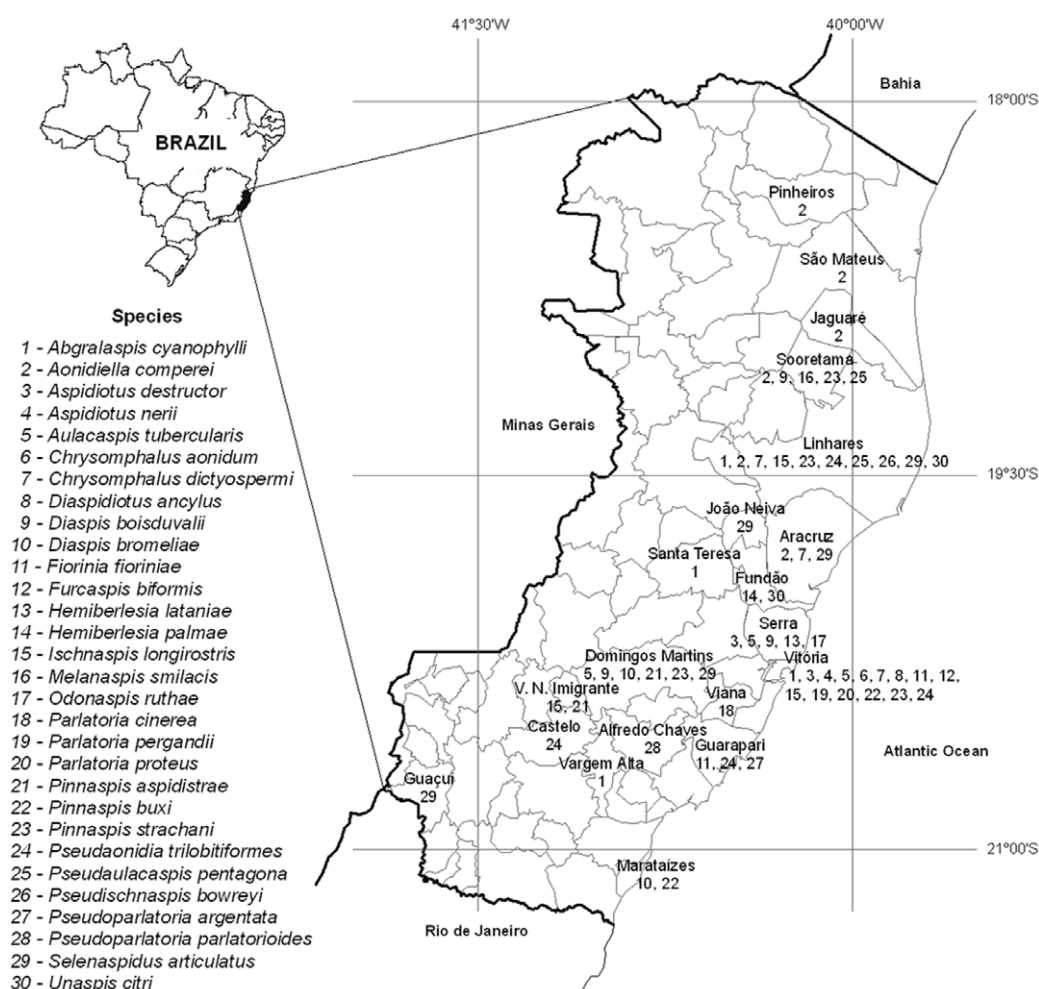 41°30'W
40°00'W
Bahia
18°00'S
BRAZIL
Pinheiros
2
São Mateus
2
Jaguaré
2
Sooretama
2, 9, 16, 23, 25
Minas Gerais
Linhares
1, 2, 7, 15, 23, 24, 25, 26, 29, 30
19°30'S
João Neiva
29
Aracruz
2, 7, 29
Santa Teresa
1
Fundão
14, 30
Serra
3, 5, 9, 13, 17
Domingos Martins
5, 9, 10, 21, 23, 29
Vitória
1, 3, 4, 5, 6, 7, 8, 11, 12,
15, 19, 20, 22, 23, 24
V. N. Imigrante
15, 21
Viana
18
Castelo
24
Alfredo Chaves
28
Guarapari
11, 24, 27
Vargem Alta
1
Atlantic Ocean
Guaçuí
29
21°00'S
Marataízes
10, 22
Rio de Janeiro
Species
1 - Abgralaspis cyanophylli
2 - Aonidiella comperei
3 - Aspidiotus destructor
4 - Aspidiotus nerii
5 - Aulacaspis tubercularis
6 - Chrysomphalus aonidum
7 - Chrysomphalus dictyospermi
8 - Diaspidiotus ancylus
9 - Diaspis boisduvalii
10 - Diaspis bromeliae
11 - Fiorinia fioriniae
12 - Furcaspis biformis
13 - Hemiberlesia lataniae
14 - Hemiberlesia palmae
15 - Ischnaspis longirostris
16 - Melanaspis smilacis
17 - Odonaspis ruthae
18 - Parlatoria cinerea
19 - Parlatoria pergandii
20 - Parlatoria proteus
21 - Pinnaspis aspidistrae
22 - Pinnaspis buxi
23 - Pinnaspis strachani
24 - Pseudaonidia trilobitiformes
25 - Pseudaulacaspis pentagona
26 - Pseudischnaspis bowreyi
27 - Pseudoparlatoria argentata
28 - Pseudoparlatoria parlatorioides
29 - Selenaspidus articulatus
30 - Unaspis citri